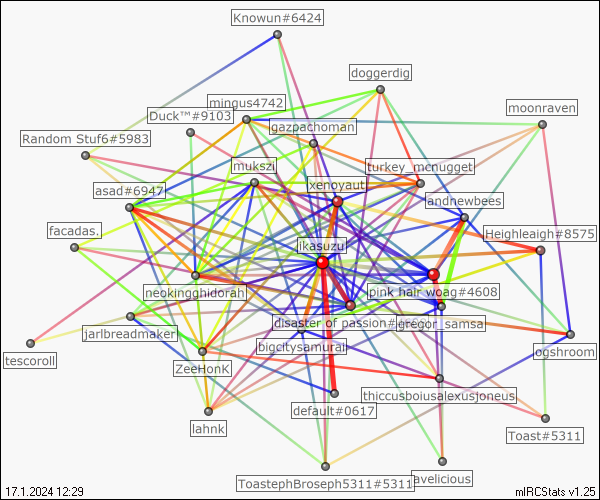 Knowun#6424
doggerdig
mingus4742
moonraven
Duck™#9103
gazpachoman
Random Stuf6#5983
mukszi
turkey_mcnugget
xenoyaut
asad#6947
andnewbees
facadas.
Heighleaigh#8575
ikasuzu
neokingghidorah
pink hair woag#4608
disaster of passion#
gregor_samsa
jarlbreadmaker
bigcitysamurai
ogshroom
tescoroll
ZeeHonk
thiccusboiusalexusjoneus
default#0617
lahnk
Toast#5311
ToastephBroseph5311#5311
avelicious
17.1.2024 12:29
mIRCStats v1.25